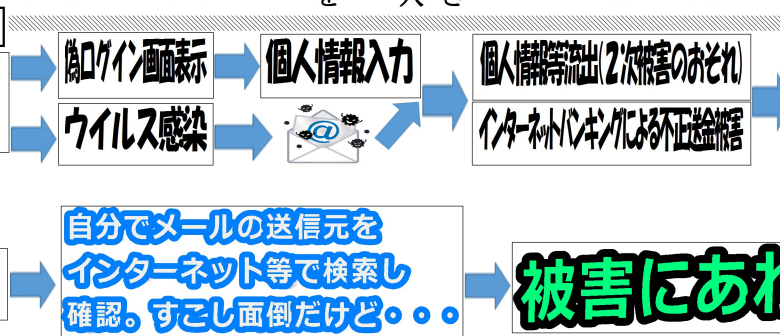 偽ログイン画面表示
個人情報入力
個人情報等流出(2次被害のおそれ)
ウイルス感染
@
インターネットバンキングによる不正送金被害
自分でメールの送信元を
インターネット等で検索し
確認。すこし面倒だけど・・・
被害にあ